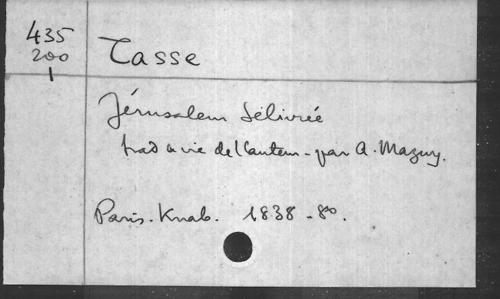 435
200
1
Tasse
Jérusalem délivrée
trad & vie de l'auteur - par A. Mazuy.
Paris. Knab. 1838 - 8º.